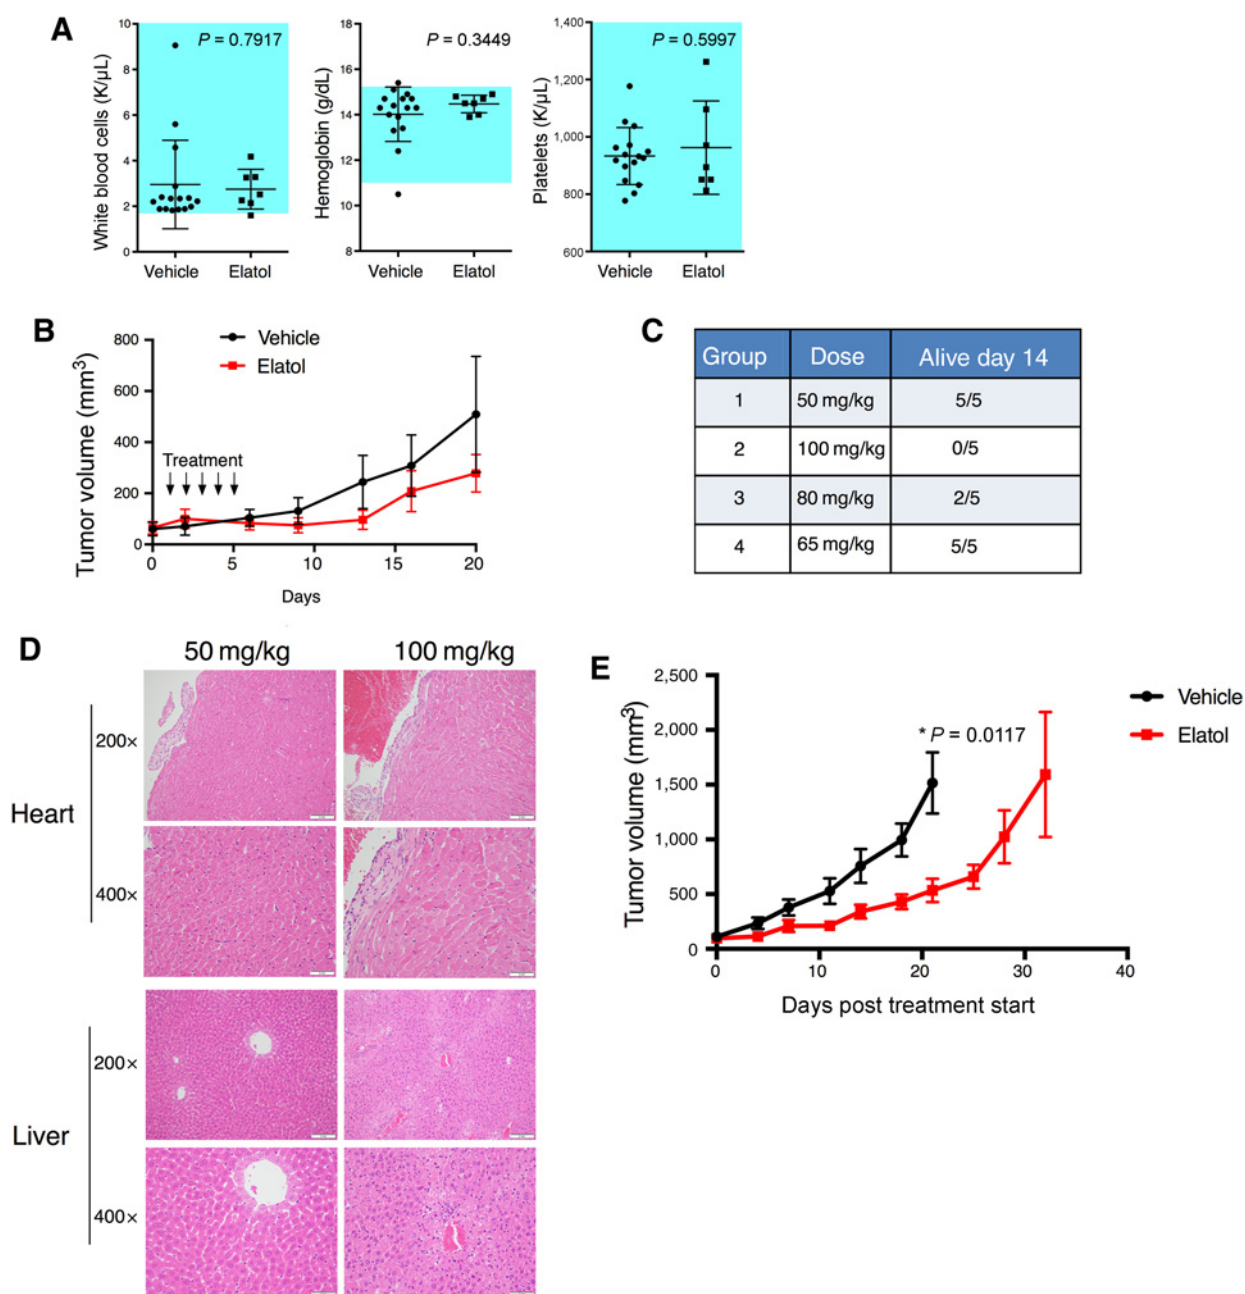 A
White blood cells (K/µL)
10
8
6
4
2
0
P = 0.7917
Vehicle
Elatol
Hemoglobin (g/dL)
18
16
14
12
10
8
P = 0.3449
Vehicle
Elatol
Platelets (K/µL)
1,400
1,200
1,000
800
600
P = 0.5997
Vehicle
Elatol
B
Tumor volume (mm³)
800
600
400
200
0
Vehicle
Elatol
Treatment
0
5
10
15
20
Days
C
Group Dose Alive day 14
1 50 mg/kg 5/5
2 100 mg/kg 0/5
3 80 mg/kg 2/5
4 65 mg/kg 5/5
D
50 mg/kg
100 mg/kg
Heart
200×
400×
Liver
200×
400×
E
Tumor volume (mm³)
2,500
2,000
1,500
1,000
500
0
* P = 0.0117
Vehicle
Elatol
0
10
20
30
40
Days post treatment start